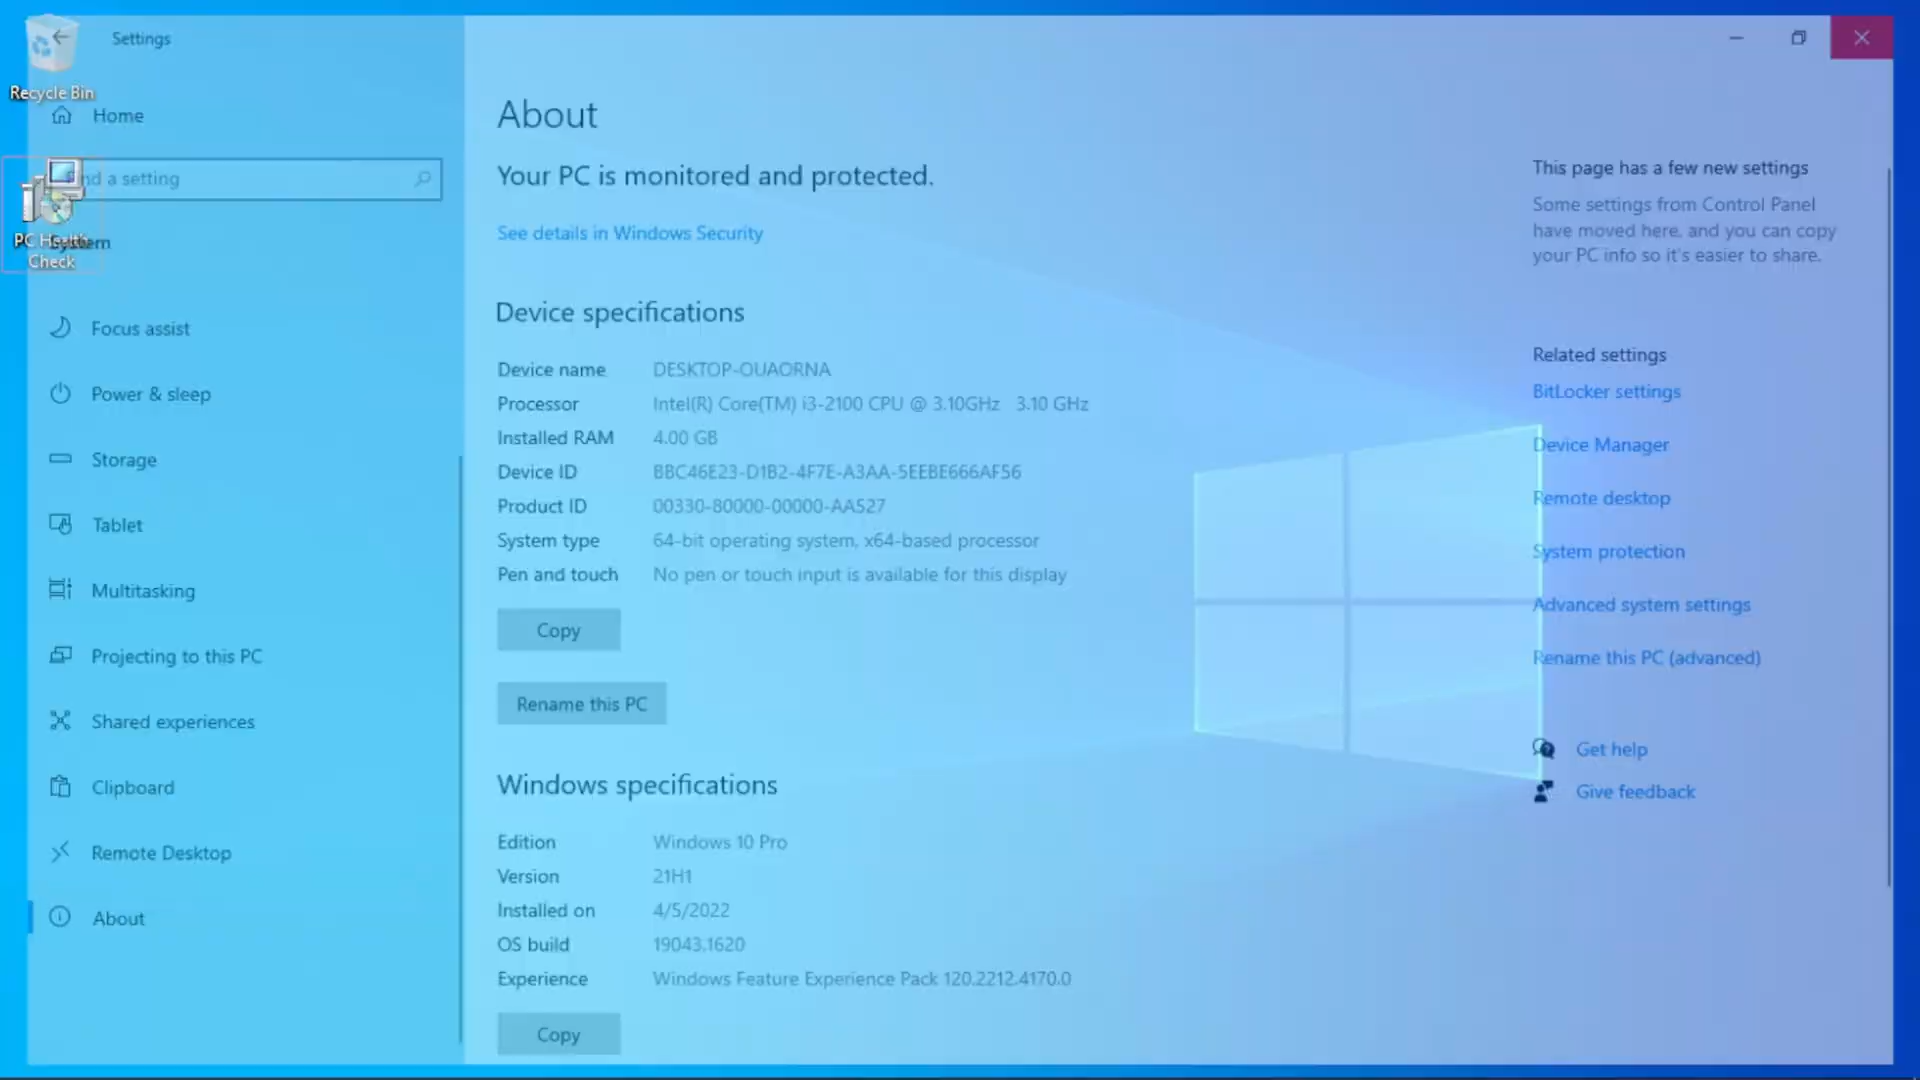 Settings
Recycle Bin
Home
Find a setting
PC Health Check
System
Focus assist
Power & sleep
Storage
Tablet
Multitasking
Projecting to this PC
Shared experiences
Clipboard
Remote Desktop
About
About
Your PC is monitored and protected.
See details in Windows Security
Device specifications
Device name DESKTOP-OUAORNA
Processor Intel(R) Core(TM) i3-2100 CPU @ 3.10GHz 3.10 GHz
Installed RAM 4.00 GB
Device ID BBC46E23-D1B2-4F7E-A3AA-5EEBE666AF56
Product ID 00330-80000-00000-AA527
System type 64-bit operating system, x64-based processor
Pen and touch No pen or touch input is available for this display
Copy
Rename this PC
Windows specifications
Edition Windows 10 Pro
Version 21H1
Installed on 4/5/2022
OS build 19043.1620
Experience Windows Feature Experience Pack 120.2212.4170.0
Copy
This page has a few new settings
Some settings from Control Panel
have moved here, and you can copy
your PC info so it's easier to share.
Related settings
BitLocker settings
Device Manager
Remote desktop
System protection
Advanced system settings
Rename this PC (advanced)
Get help
Give feedback